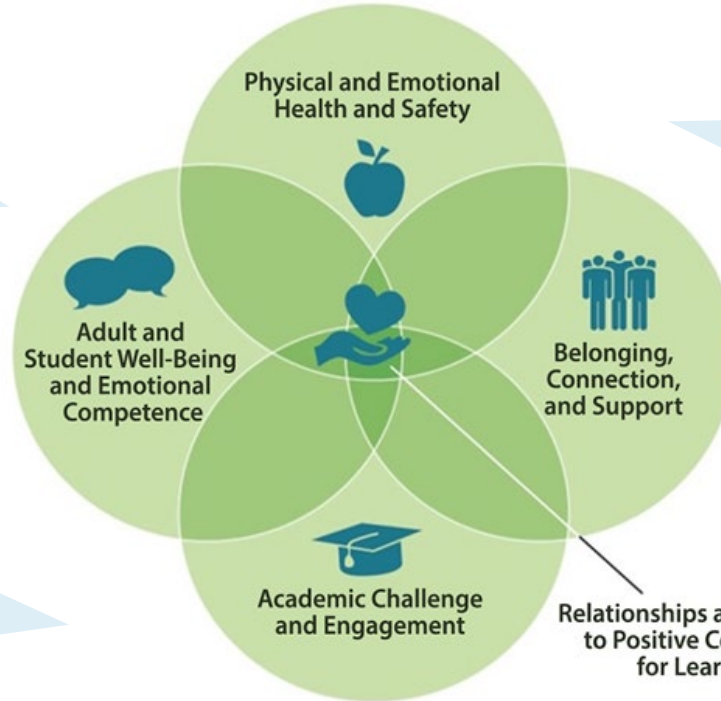 Physical and Emotional
Health and Safety
Adult and
Student Well-Being
and Emotional
Competence
Belonging,
Connection,
and Support
Academic Challenge
and Engagement
Relationships
to Positive
for